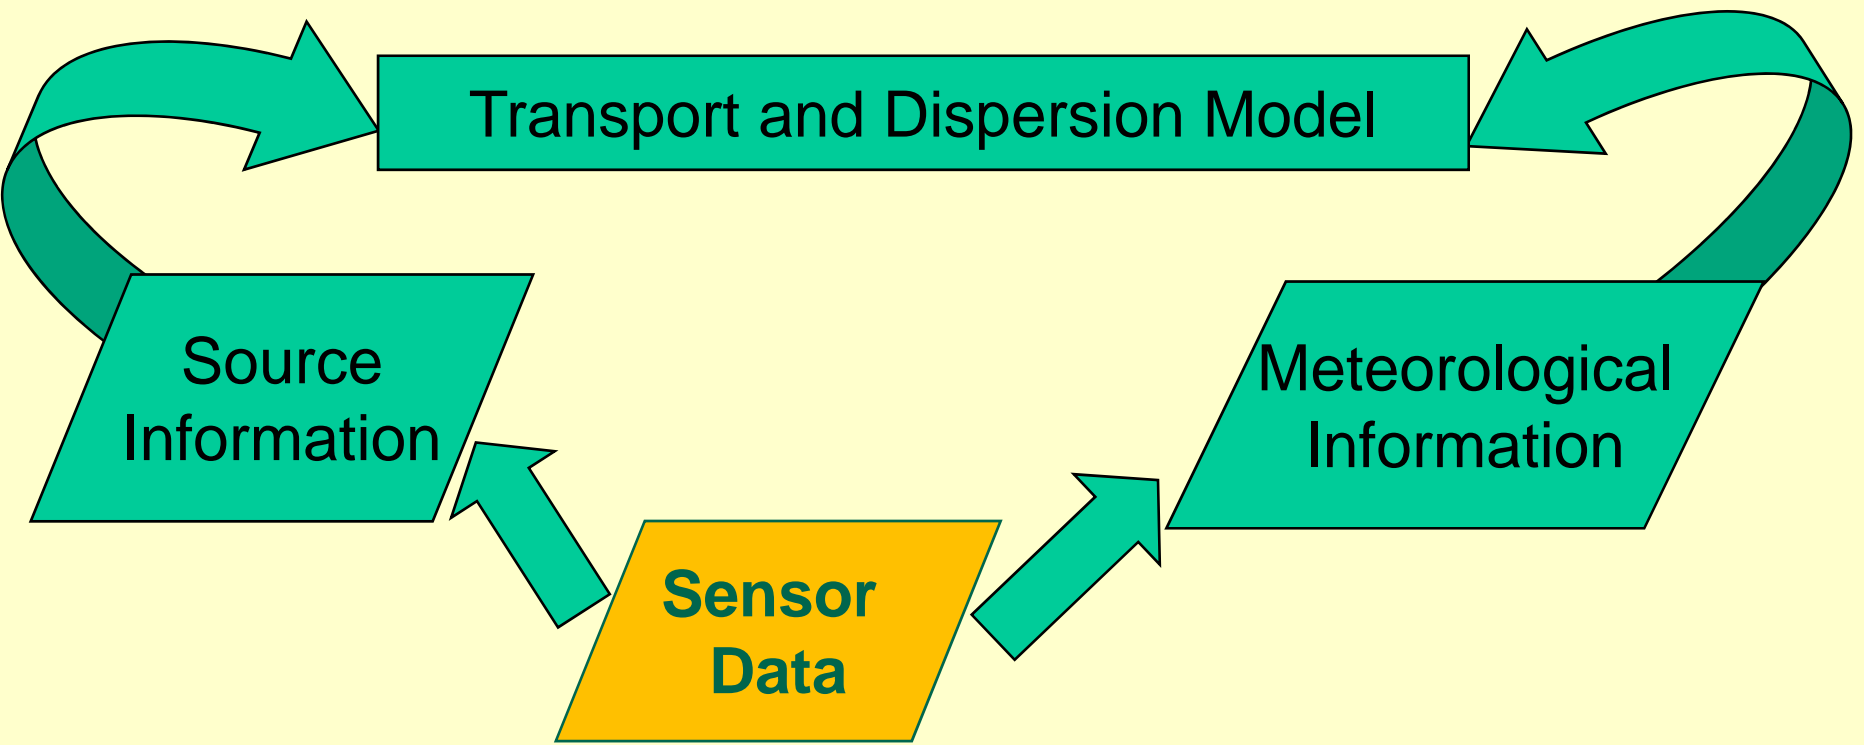 Transport and Dispersion Model
Source
Information
Meteorological
Information
Sensor
Data